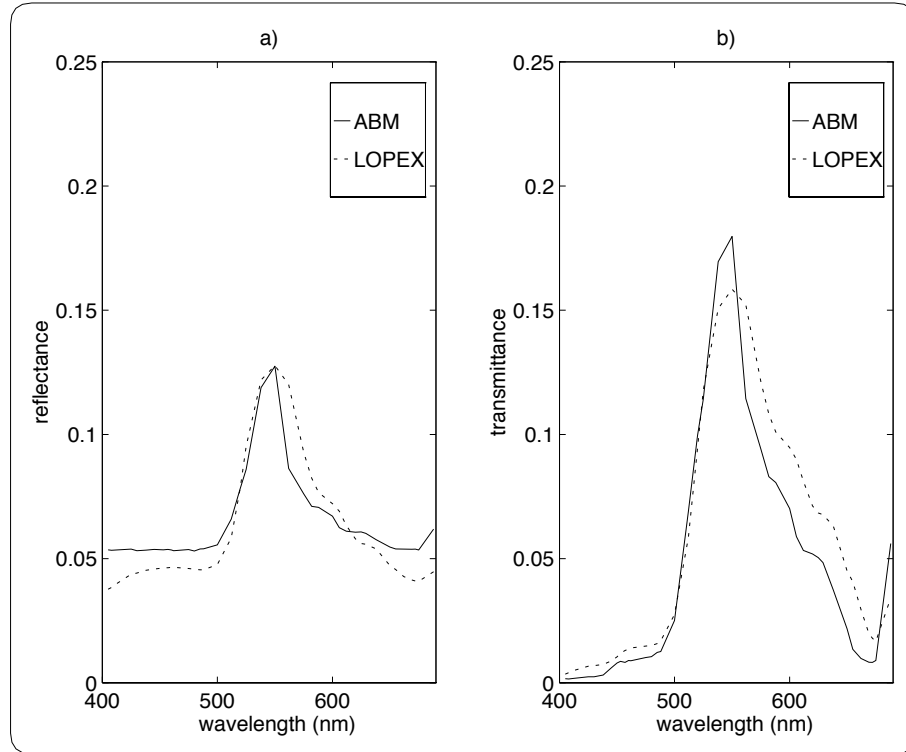 a)
0.25
0.2
0.15
0.1
0.05
0
reflectance
400
500
600
wavelength (nm)
ABM
LOPEX
b)
0.25
0.2
0.15
0.1
0.05
0
transmittance
400
500
600
wavelength (nm)
ABM
LOPEX